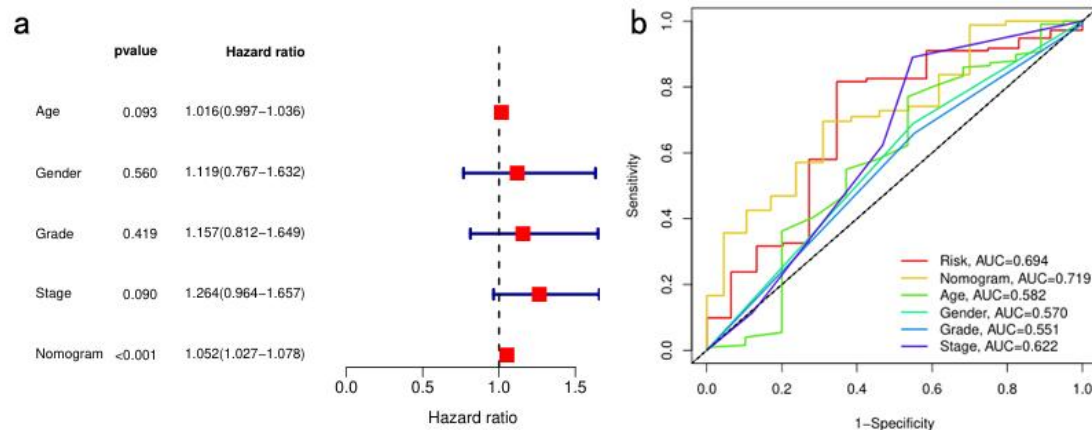 a
pvalue Hazard ratio
Age 0.093 1.016(0.997−1.036)
Gender 0.560 1.119(0.767−1.632)
Grade 0.419 1.157(0.812−1.649)
Stage 0.090 1.264(0.964−1.657)
Nomogram <0.001 1.052(1.027−1.078)
0.0 0.5 1.0 1.5
Hazard ratio
b
Sensitivity
1.0
0.8
0.6
0.4
0.2
0.0
Risk, AUC=0.694
Nomogram, AUC=0.719
Age, AUC=0.582
Gender, AUC=0.570
Grade, AUC=0.551
Stage, AUC=0.622
0.0 0.2 0.4 0.6 0.8 1.0
1−Specificity